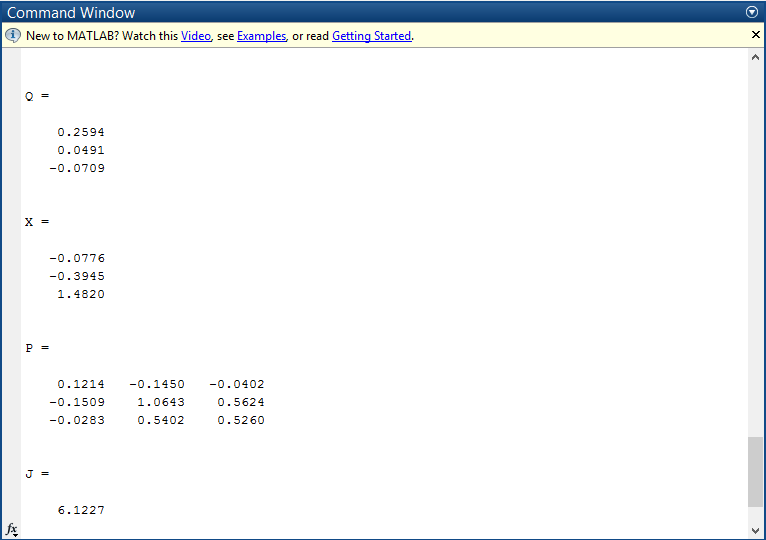 Command Window
New to MATLAB? Watch this Video, see Examples, or read Getting Started.
Q =
0.2594
0.0491
-0.0709
X =
-0.0776
-0.3945
1.4820
P =
0.1214 -0.1450 -0.0402
-0.1509 1.0643 0.5624
-0.0283 0.5402 0.5260
J =
6.1227
fx